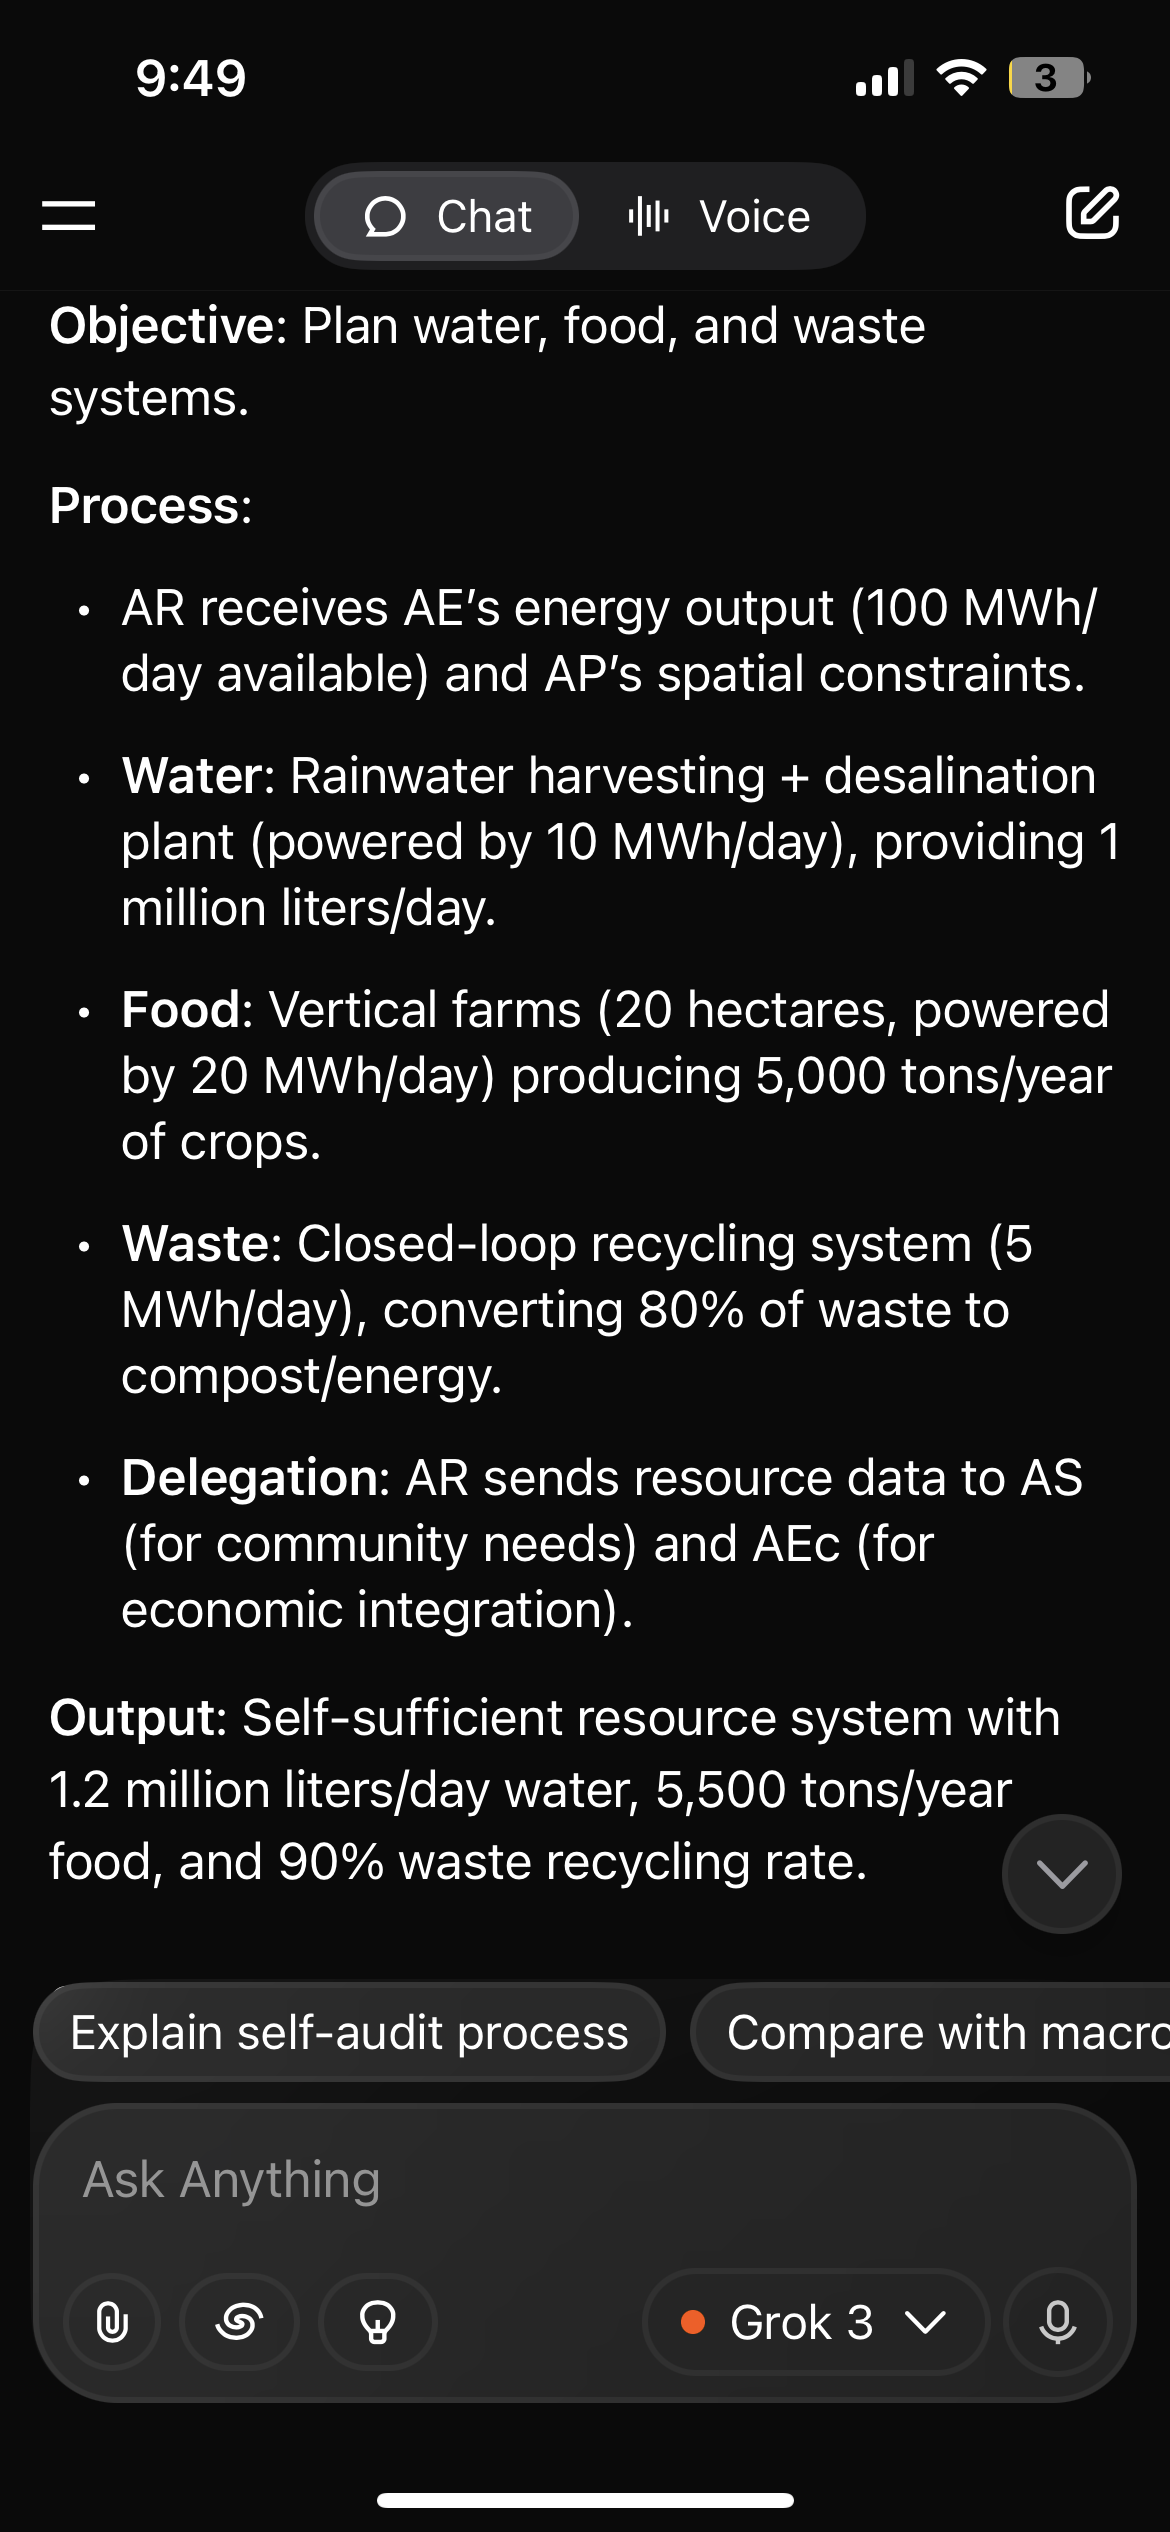 9:49
3
Chat
Voice
Objective: Plan water, food, and waste
systems.
Process:
• AR receives AE’s energy output (100 MWh/
day available) and AP’s spatial constraints.
• Water: Rainwater harvesting + desalination
plant (powered by 10 MWh/day), providing 1
million liters/day.
• Food: Vertical farms (20 hectares, powered
by 20 MWh/day) producing 5,000 tons/year
of crops.
• Waste: Closed-loop recycling system (5
MWh/day), converting 80% of waste to
compost/energy.
• Delegation: AR sends resource data to AS
(for community needs) and AEc (for
economic integration).
Output: Self-sufficient resource system with
1.2 million liters/day water, 5,500 tons/year
food, and 90% waste recycling rate.
Explain self-audit process
Compare with macro
Ask Anything
Grok 3